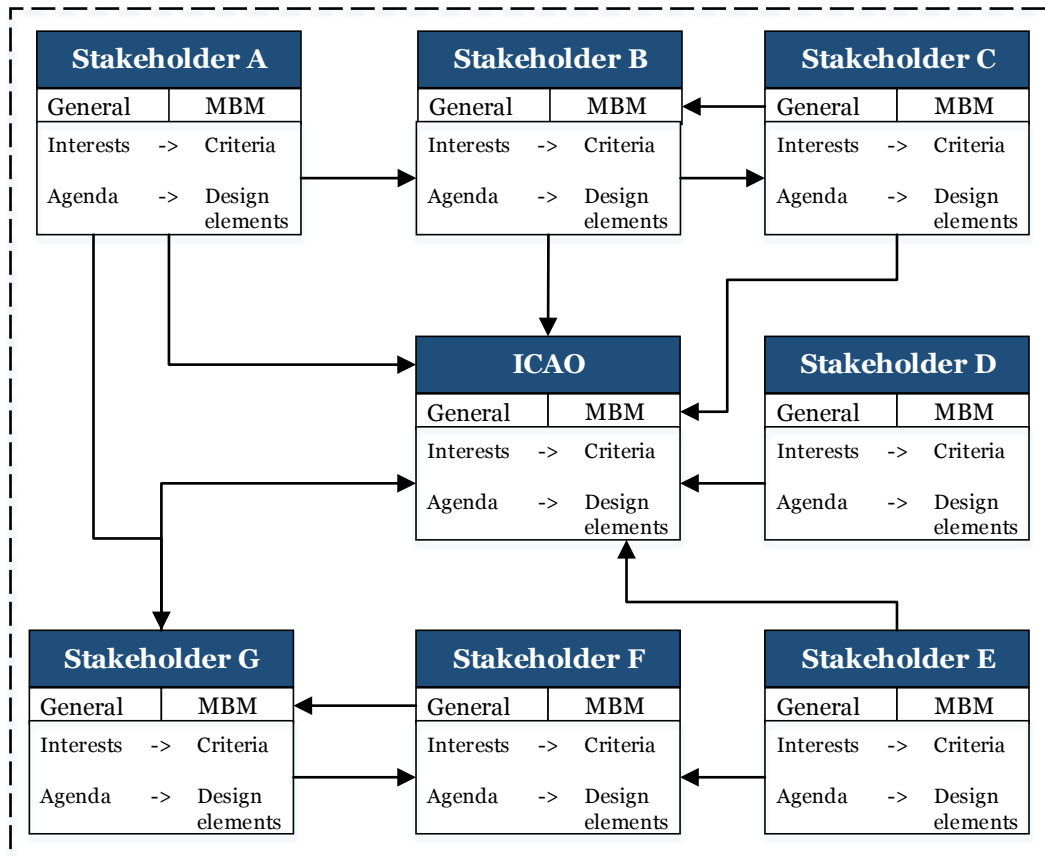 Stakeholder A
General MBM
Interests -> Criteria
Agenda -> Design
elements
Stakeholder B
General MBM
Interests -> Criteria
Agenda -> Design
elements
Stakeholder C
General MBM
Interests -> Criteria
Agenda -> Design
elements
ICAO
General MBM
Interests -> Criteria
Agenda -> Design
elements
Stakeholder D
General MBM
Interests -> Criteria
Agenda -> Design
elements
Stakeholder G
General MBM
Interests -> Criteria
Agenda -> Design
elements
Stakeholder F
General MBM
Interests -> Criteria
Agenda -> Design
elements
Stakeholder E
General MBM
Interests -> Criteria
Agenda -> Design
elements